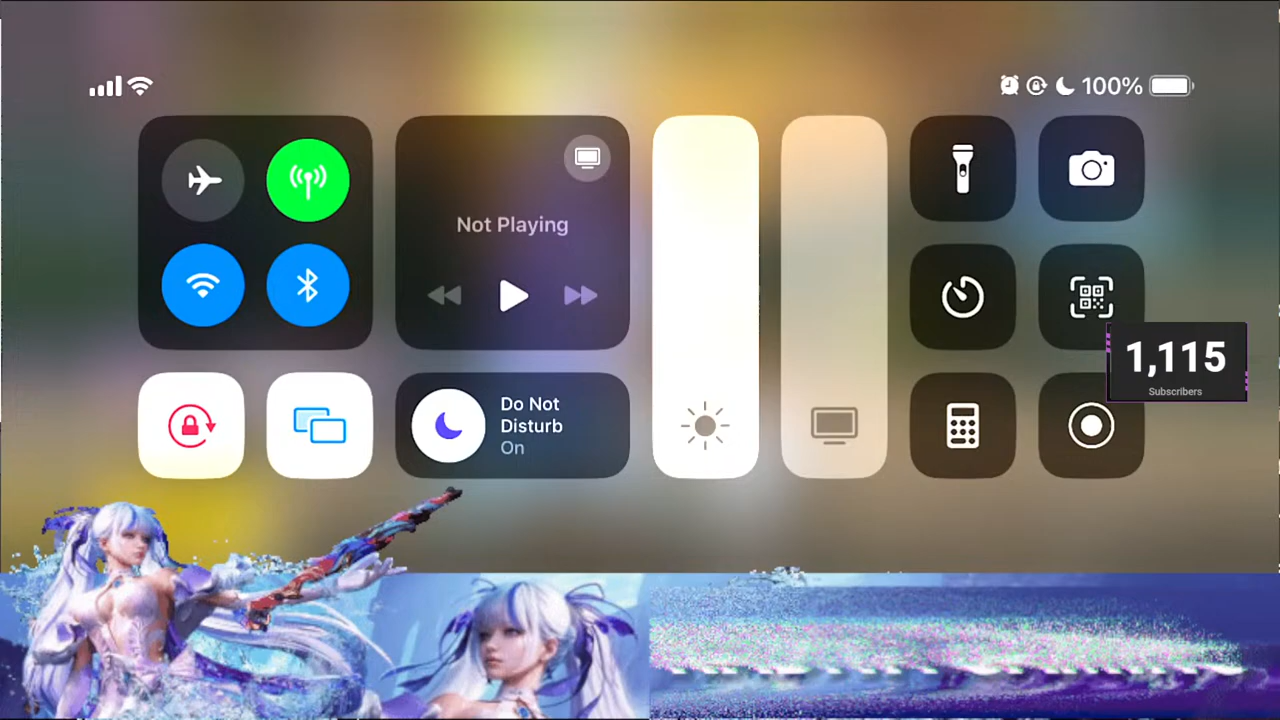 100%
Not Playing
Do Not
Disturb
On
1,115
Subscribers